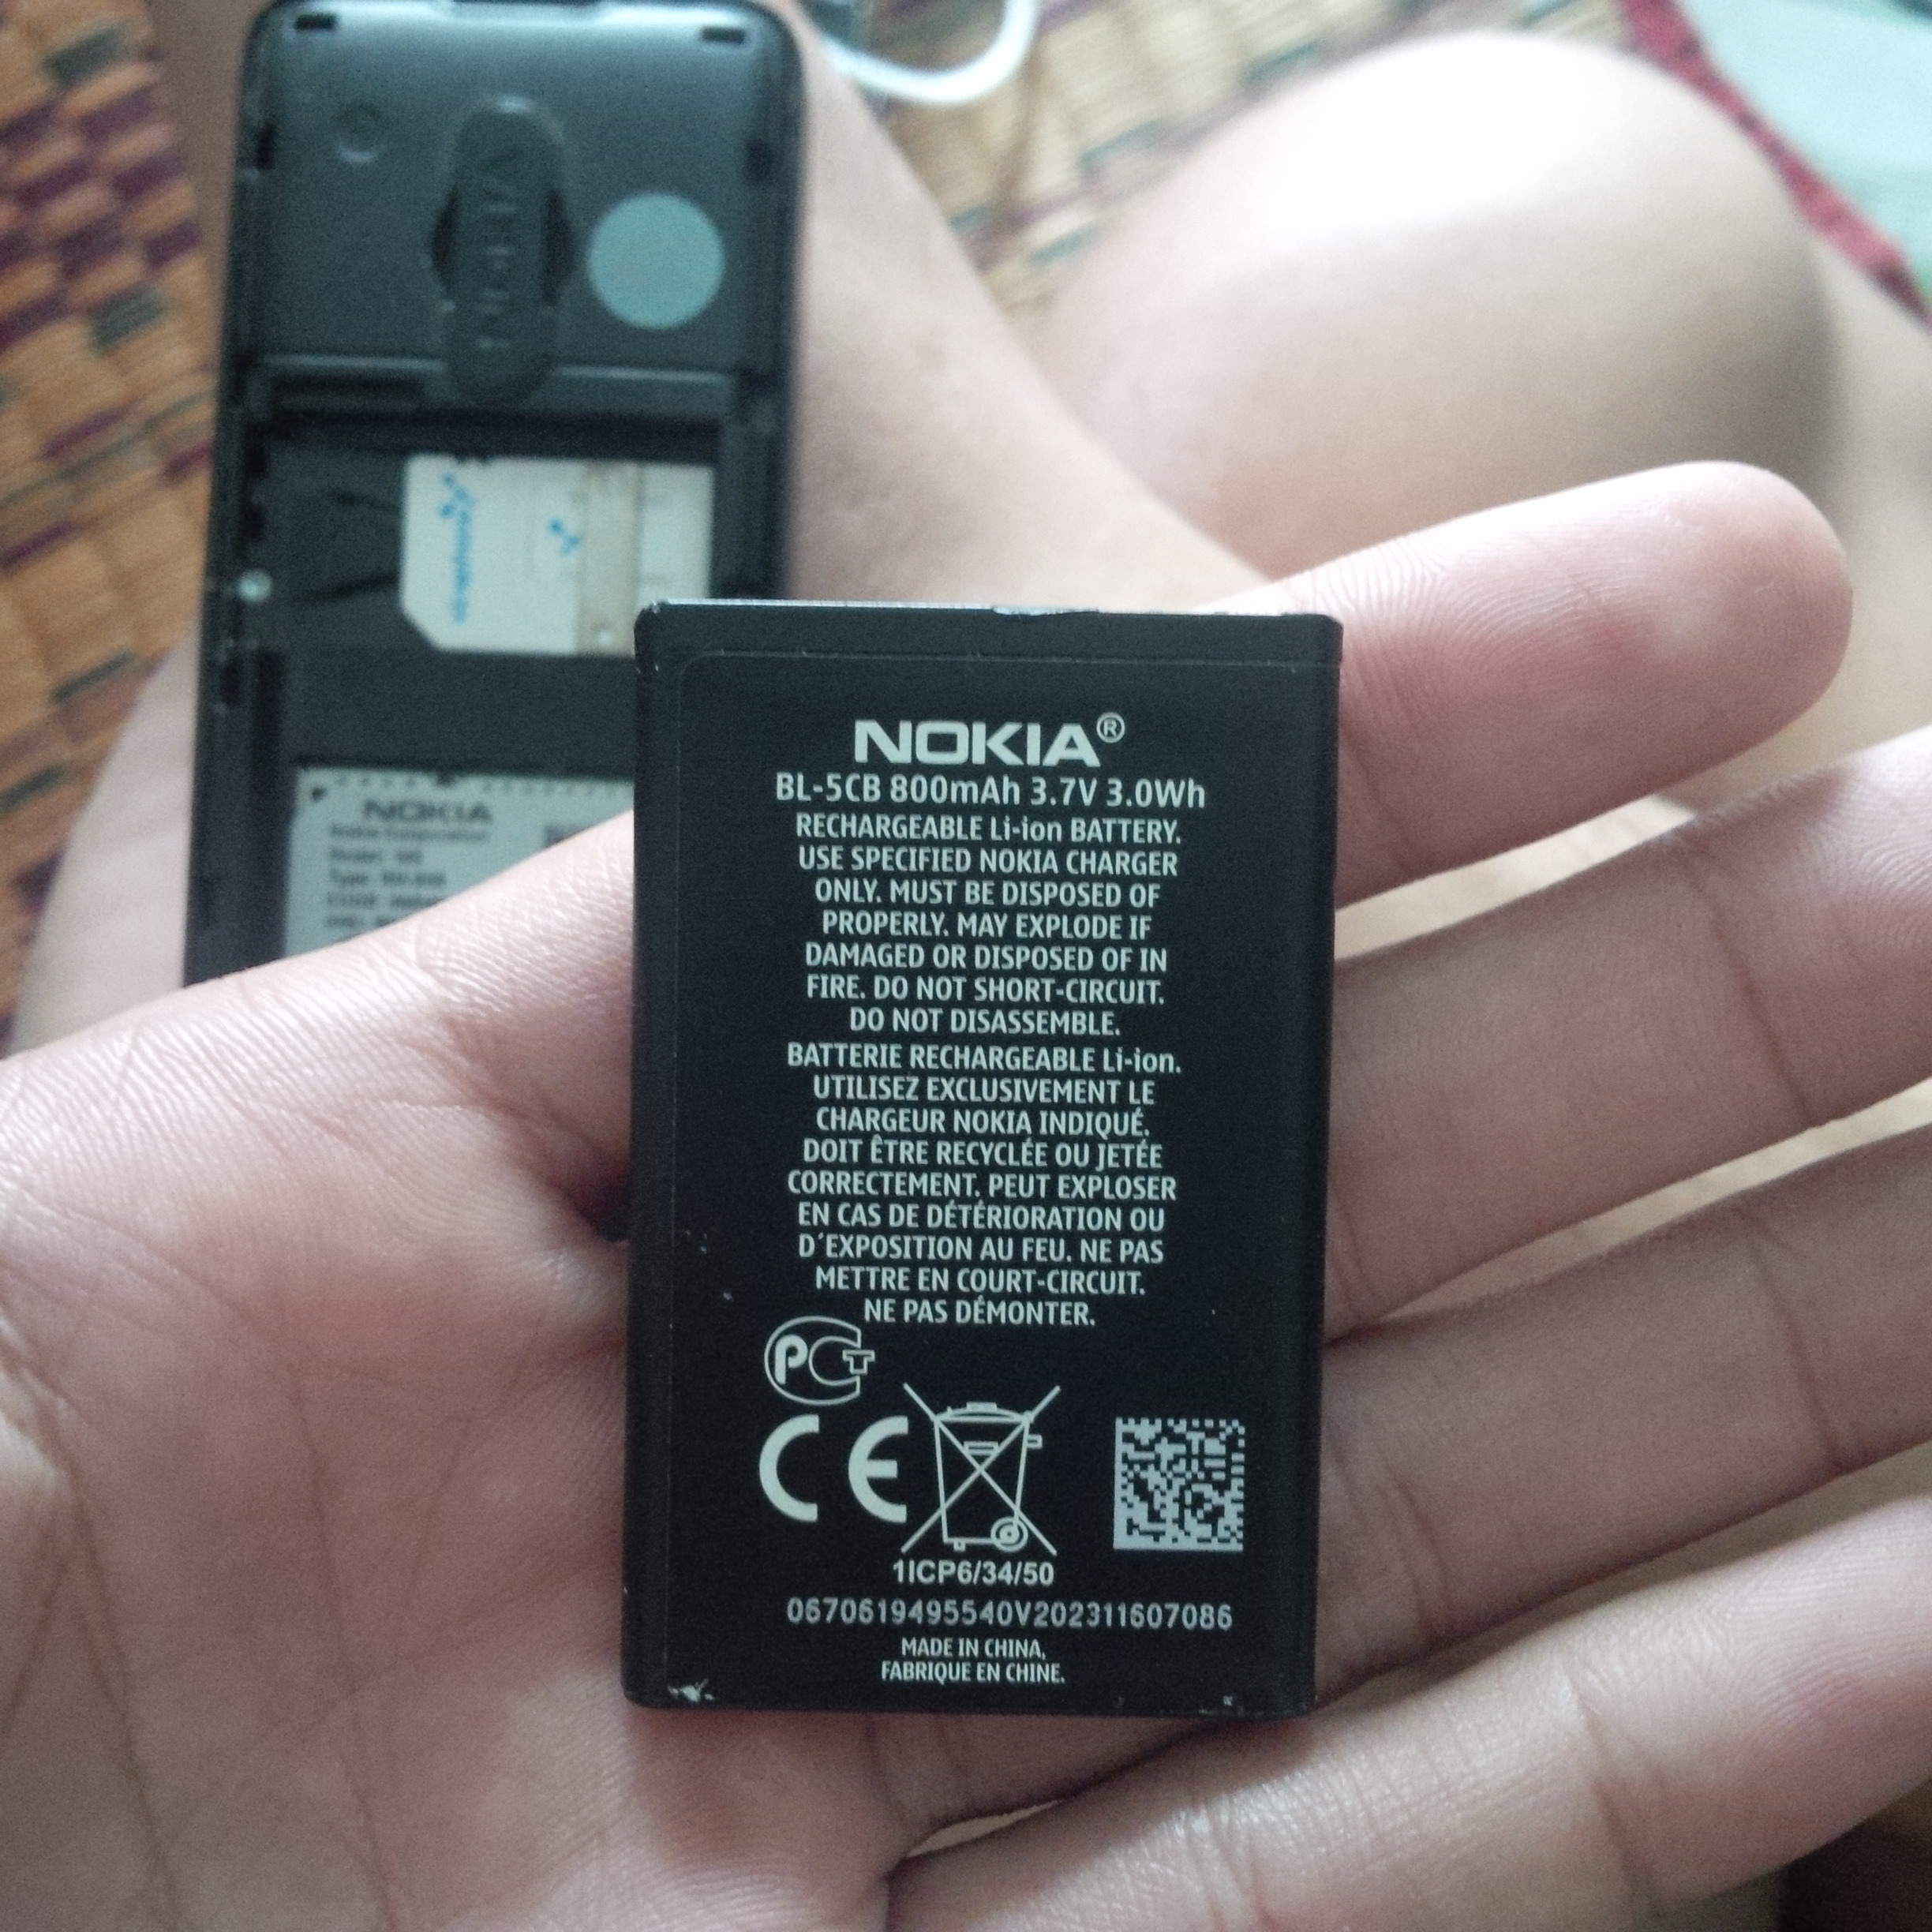 NOKIA
NOKIA
Nokia Corporation
NOKIA®
BL-5CB 800mAh 3.7V 3.0Wh
RECHARGEABLE Li-ion BATTERY.
USE SPECIFIED NOKIA CHARGER
ONLY. MUST BE DISPOSED OF
PROPERLY. MAY EXPLODE IF
DAMAGED OR DISPOSED OF IN
FIRE. DO NOT SHORT-CIRCUIT.
DO NOT DISASSEMBLE.
BATTERIE RECHARGEABLE Li-ion.
UTILISEZ EXCLUSIVEMENT LE
CHARGEUR NOKIA INDIQUÉ.
DOIT ÊTRE RECYCLÉE OU JETÉE
CORRECTEMENT. PEUT EXPLOSER
EN CAS DE DÉTÉRIORATION OU
D´EXPOSITION AU FEU. NE PAS
METTRE EN COURT-CIRCUIT.
NE PAS DÉMONTER.
PCT
CE
1ICP6/34/50
0670619495540V202311607086
MADE IN CHINA,
FABRIQUE EN CHINE.